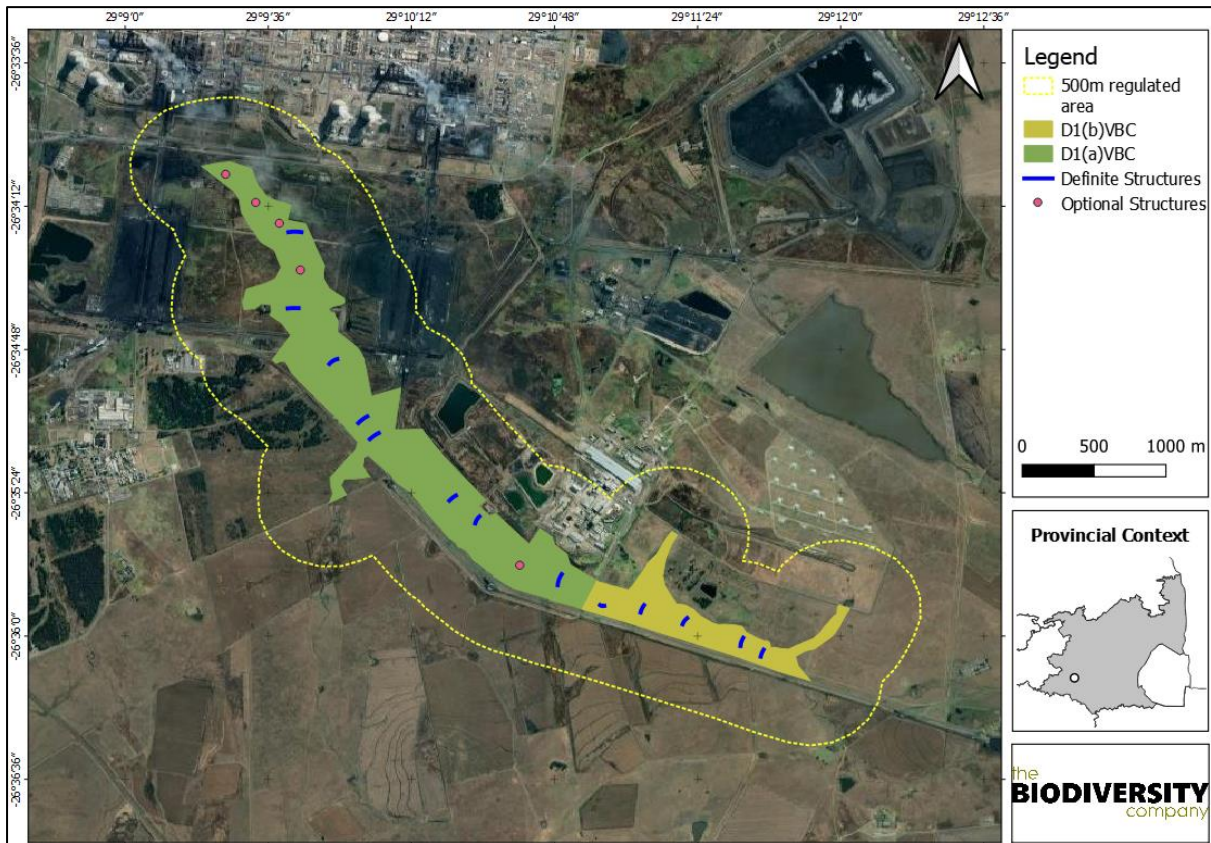 29°9'0" 29°9'36" 29°10'12" 29°10'48" 29°11'24" 29°12'0" 29°12'36"
-26°33'36"
-26°34'12"
-26°34'48"
-26°35'24"
-26°36'0"
-26°36'36"
Legend
500m regulated
area
D1(b)VBC
D1(a)VBC
Definite Structures
Optional Structures
0 500 1000 m
Provincial Context
the
BIODIVERSITY
company